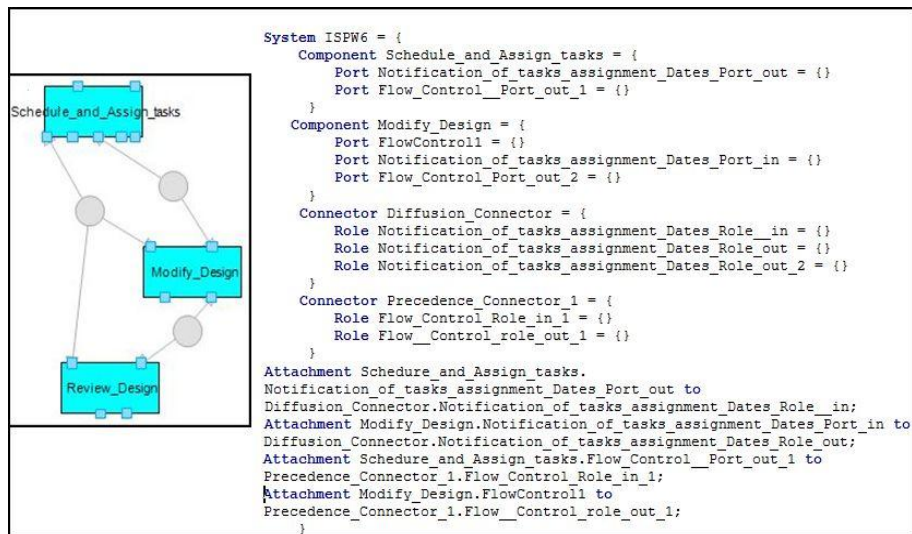 Schedule_and_Assign_tasks
Modify_Design
Review_Design
System ISPW6 = {
Component Schedule_and_Assign_tasks = {
Port Notification_of_tasks_assignment_Dates_Port_out = {}
Port Flow_Control__Port_out_1 = {}
}
Component Modify_Design = {
Port FlowControl1 = {}
Port Notification_of_tasks_assignment_Dates_Port_in = {}
Port Flow_Control_Port_out_2 = {}
}
Connector Diffusion_Connector = {
Role Notification_of_tasks_assignment_Dates_Role__in = {}
Role Notification_of_tasks_assignment_Dates_Role_out = {}
Role Notification_of_tasks_assignment_Dates_Role_out_2 = {}
}
Connector Precedence_Connector_1 = {
Role Flow_Control_Role_in_1 = {}
Role Flow__Control_role_out_1 = {}
}
Attachment Schedure_and_Assign_tasks.
Notification_of_tasks_assignment_Dates_Port_out to
Diffusion_Connector.Notification_of_tasks_assignment_Dates_Role__in;
Attachment Modify_Design.Notification_of_tasks_assignment_Dates_Port_in to
Diffusion_Connector.Notification_of_tasks_assignment_Dates_Role_out;
Attachment Schedure_and_Assign_tasks.Flow_Control__Port_out_1 to
Precedence_Connector_1.Flow_Control_Role_in_1;
Attachment Modify_Design.FlowControl1 to
Precedence_Connector_1.Flow__Control_role_out_1;
}